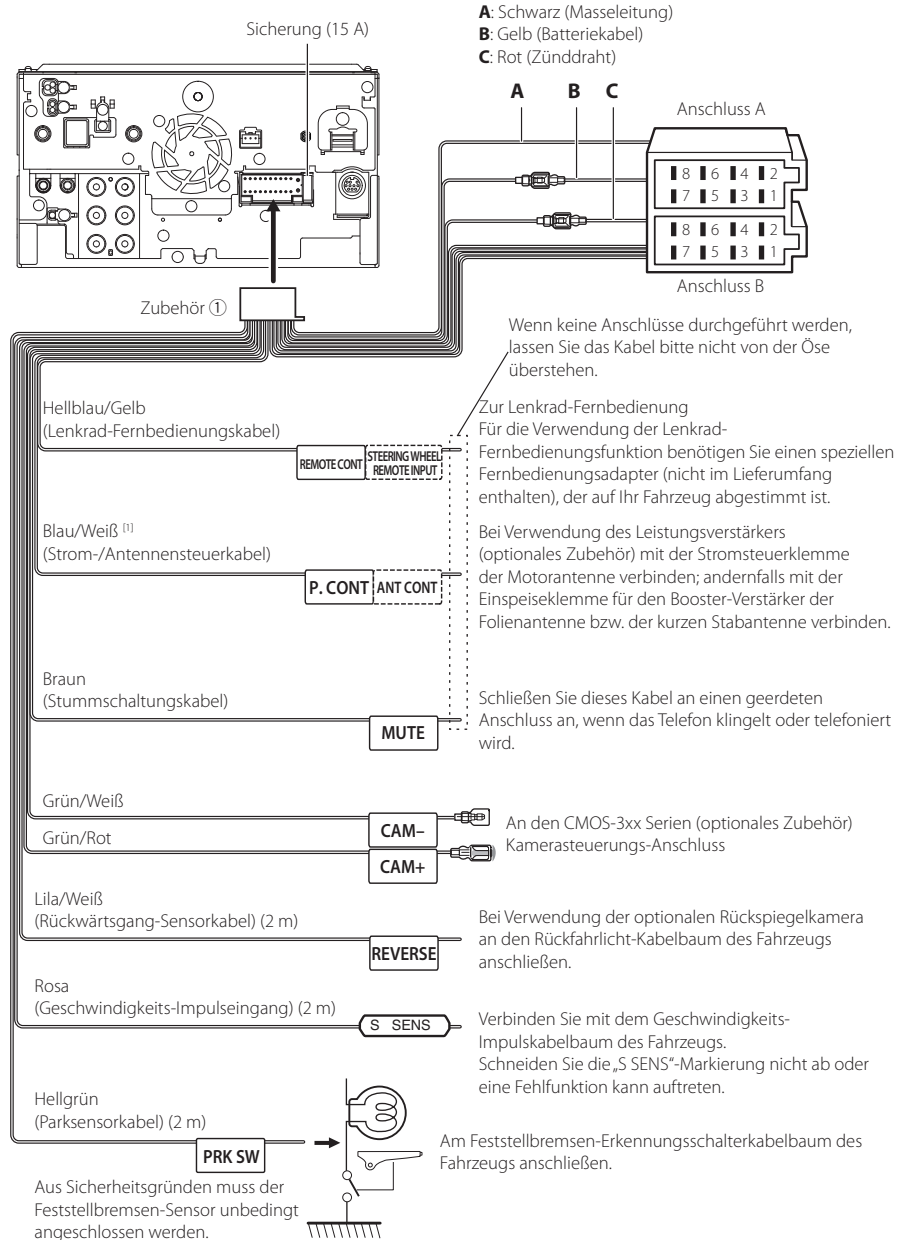 Sicherung (15 A)
A: Schwarz (Masseleitung)
B: Gelb (Batteriekabel)
C: Rot (Zünddraht)
A B C
Anschluss A
8 6 4 2
7 5 3 1
8 6 4 2
7 5 3 1
Anschluss B
Zubehör ①
Wenn keine Anschlüsse durchgeführt werden,
lassen Sie das Kabel bitte nicht von der Öse
überstehen.
Hellblau/Gelb
(Lenkrad-Fernbedienungskabel)
REMOTE CONT
STEERING WHEEL
REMOTE INPUT
Zur Lenkrad-Fernbedienung
Für die Verwendung der Lenkrad-
Fernbedienungsfunktion benötigen Sie einen speziellen
Fernbedienungsadapter (nicht im Lieferumfang
enthalten), der auf Ihr Fahrzeug abgestimmt ist.
Blau/Weiß [1]
(Strom-/Antennensteuerkabel)
P. CONT
ANT CONT
Bei Verwendung des Leistungsverstärkers
(optionales Zubehör) mit der Stromsteuerklemme
der Motorantenne verbinden; andernfalls mit der
Einspeiseklemme für den Booster-Verstärker der
Folienantenne bzw. der kurzen Stabantenne verbinden.
Braun
(Stummschaltungskabel)
MUTE
Schließen Sie dieses Kabel an einen geerdeten
Anschluss an, wenn das Telefon klingelt oder telefoniert
wird.
Grün/Weiß
CAM–
Grün/Rot
CAM+
An den CMOS-3xx Serien (optionales Zubehör)
Kamerasteuerungs-Anschluss
Lila/Weiß
(Rückwärtsgang-Sensorkabel) (2 m)
REVERSE
Bei Verwendung der optionalen Rückspiegelkamera
an den Rückfahrlicht-Kabelbaum des Fahrzeugs
anschließen.
Rosa
(Geschwindigkeits-Impulseingang) (2 m)
S SENS
Verbinden Sie mit dem Geschwindigkeits-
Impulskabelbaum des Fahrzeugs.
Schneiden Sie die „S SENS“-Markierung nicht ab oder
eine Fehlfunktion kann auftreten.
Hellgrün
(Parksensorkabel) (2 m)
PRK SW
Am Feststellbremsen-Erkennungsschalterkabelbaum des
Fahrzeugs anschließen.
Aus Sicherheitsgründen muss der
Feststellbremsen-Sensor unbedingt
angeschlossen werden.